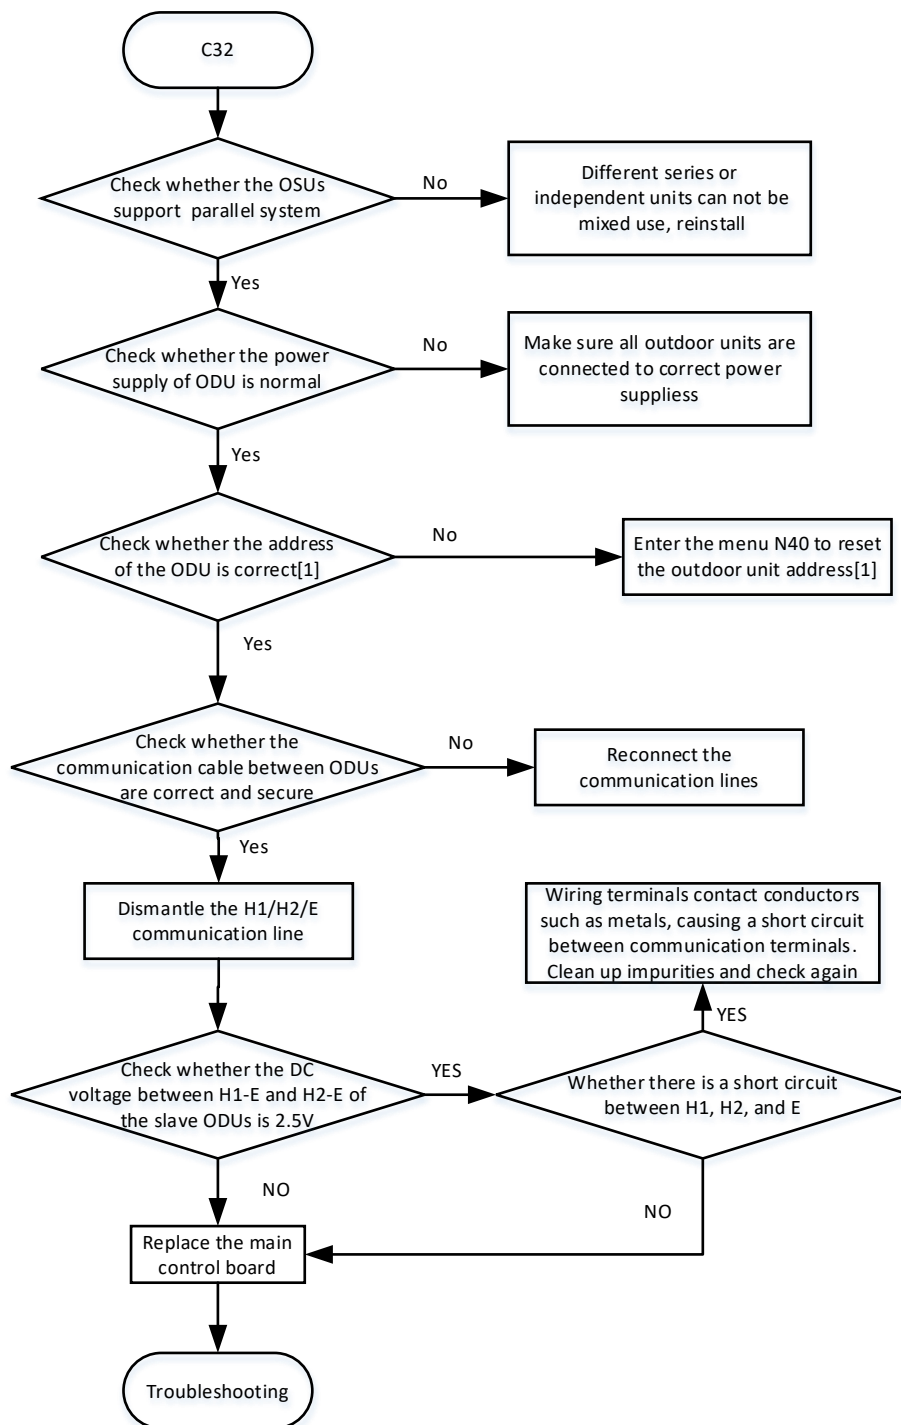 C32
Check whether the OSUs
support  parallel system
No
Different series or
independent units can not be
mixed use, reinstall
Yes
Check whether the power
supply of ODU is normal
No
Make sure all outdoor units are
connected to correct power
suppliess
Yes
Check whether the address
of the ODU is correct[1]
No
Enter the menu N40 to reset
the outdoor unit address[1]
Yes
Check whether the
communication cable between ODUs
are correct and secure
No
Reconnect the
communication lines
Yes
Dismantle the H1/H2/E
communication line
Wiring terminals contact conductors
such as metals, causing a short circuit
between communication terminals.
Clean up impurities and check again
YES
Check whether the DC
voltage between H1-E and H2-E of
the slave ODUs is 2.5V
YES
Whether there is a short circuit
between H1, H2, and E
NO
NO
Replace the main
control board
Troubleshooting